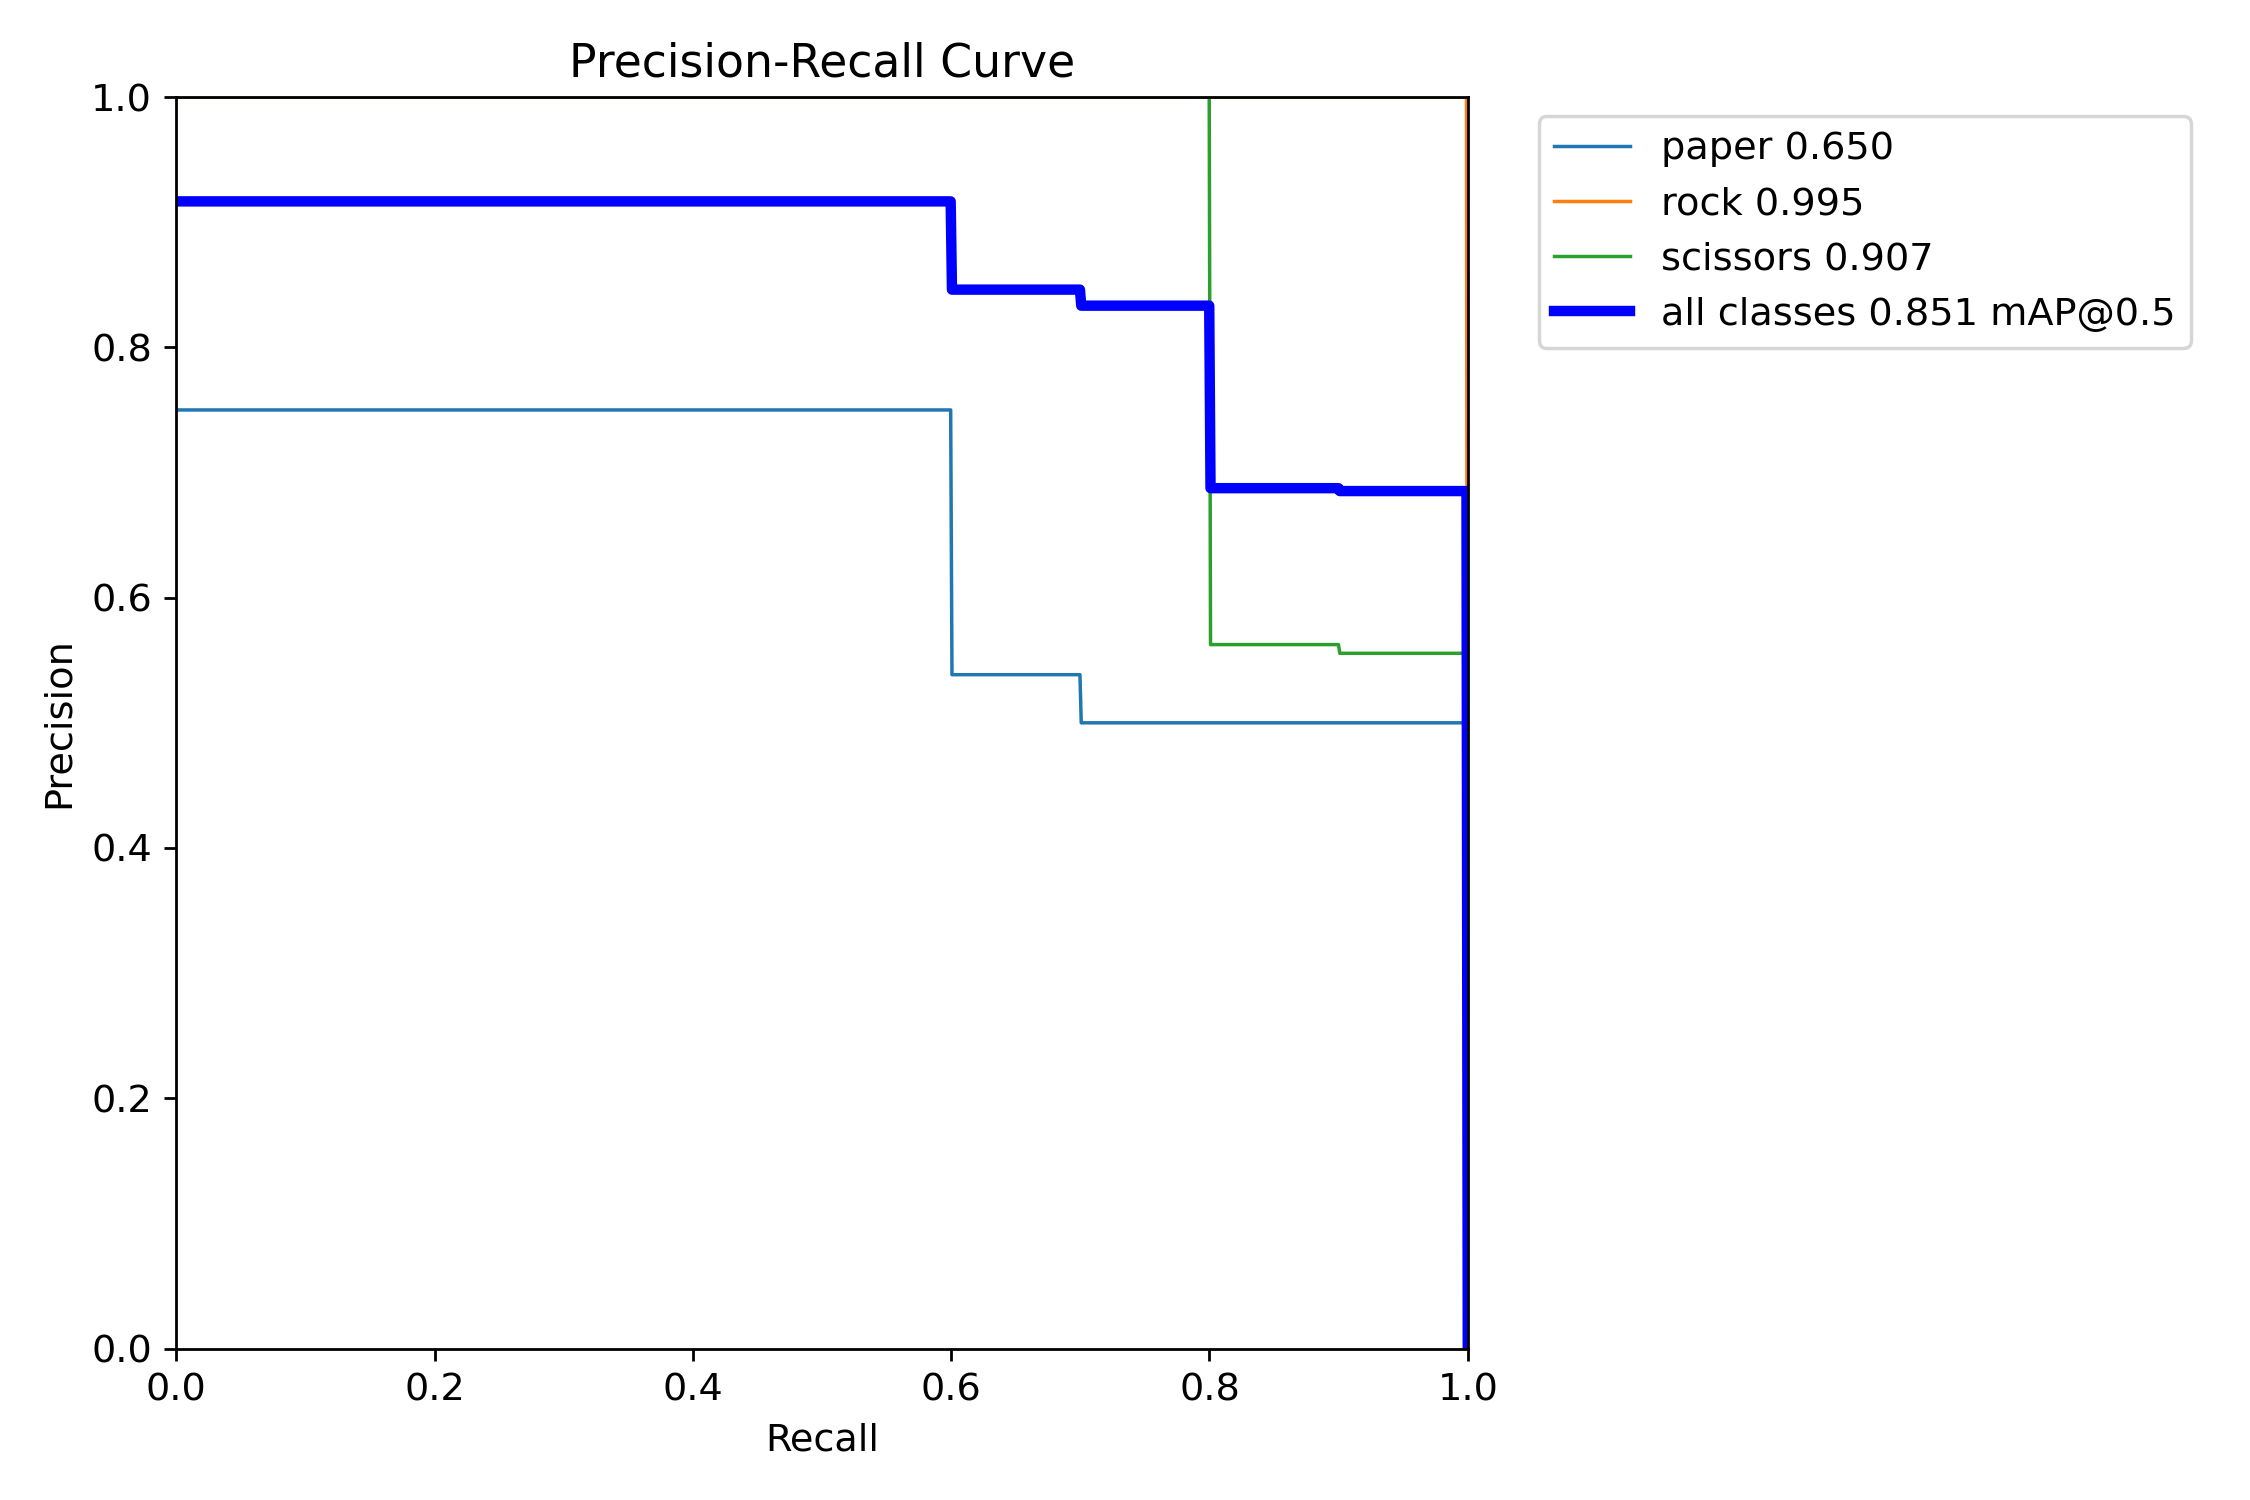 Precision-Recall Curve
1.0
0.8
0.6
0.4
0.2
0.0
Precision
0.0 0.2 0.4 0.6 0.8 1.0
Recall
paper 0.650
rock 0.995
scissors 0.907
all classes 0.851 mAP@0.5